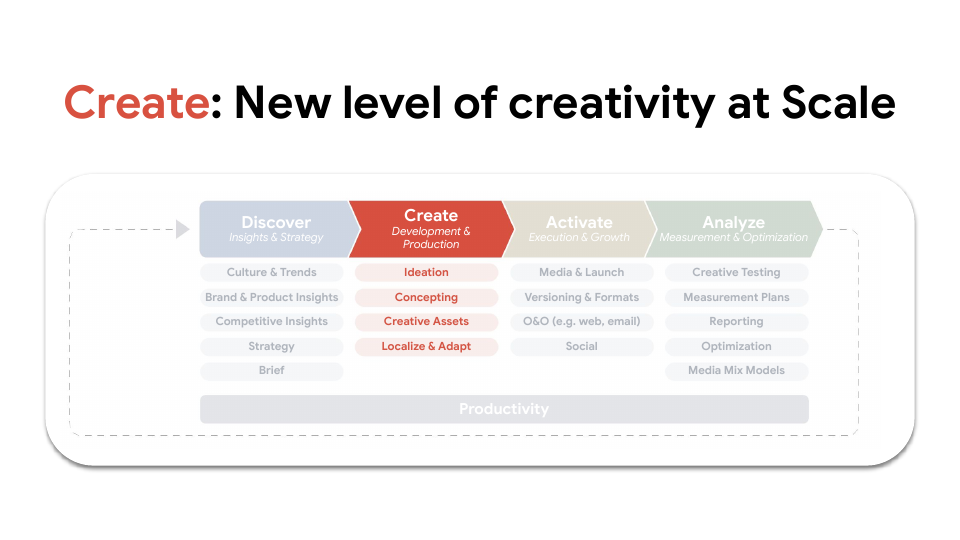 Create: New level of creativity at Scale
Discover
Insights & Strategy
Culture & Trends
Brand & Product Insights
Competitive Insights
Strategy
Brief
Create
Development &
Production
Ideation
Concepting
Creative Assets
Localize & Adapt
Activate
Execution & Growth
Media & Launch
Versioning & Formats
O&O (e.g. web, email)
Social
Analyze
Measurement & Optimization
Creative Testing
Measurement Plans
Reporting
Optimization
Media Mix Models
Productivity